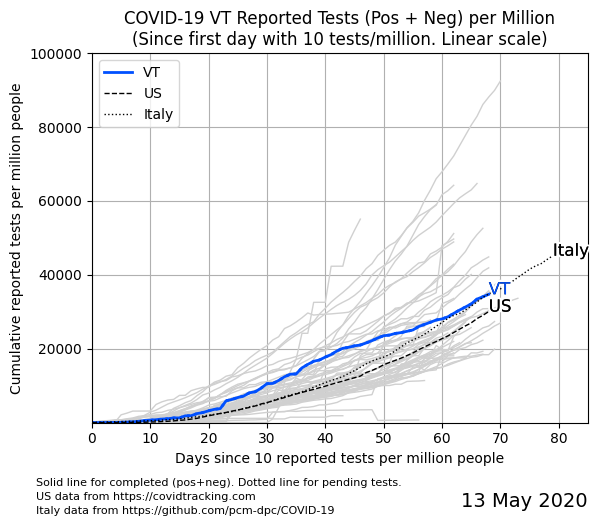 COVID-19 VT Reported Tests (Pos + Neg) per Million
(Since first day with 10 tests/million. Linear scale)
100000
80000
60000
40000
20000
VT
US
Italy
Italy
VT
US
Cumulative reported tests per million people
0 10 20 30 40 50 60 70 80
Days since 10 reported tests per million people
Solid line for completed (pos+neg). Dotted line for pending tests.
US data from https://covidtracking.com
Italy data from https://github.com/pcm-dpc/COVID-19
13 May 2020